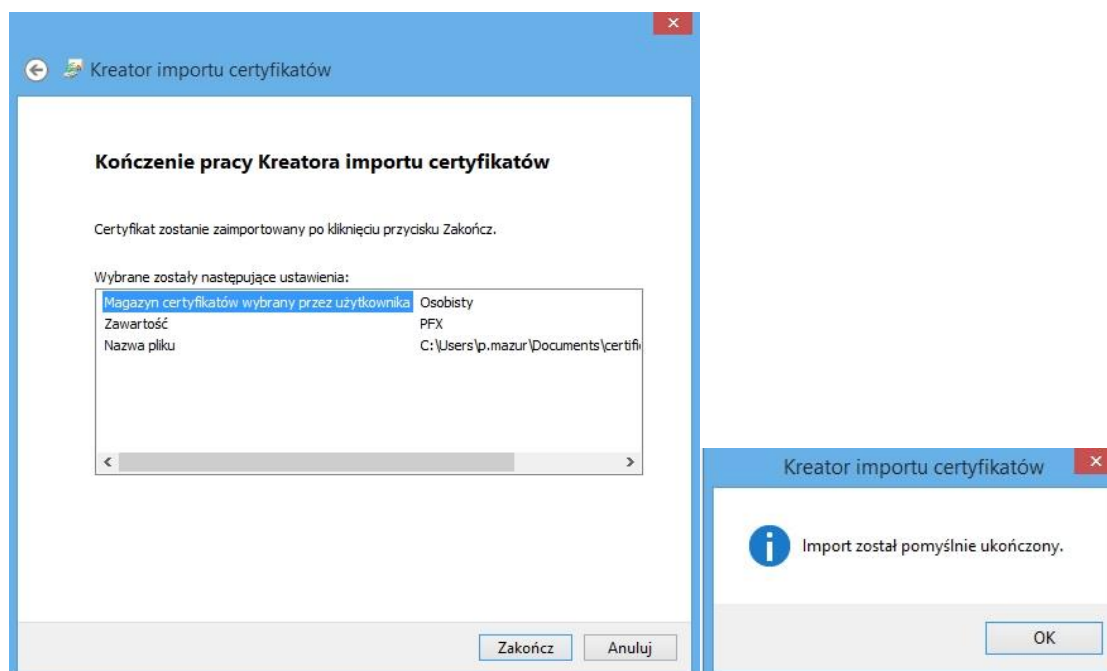 Kreator importu certyfikatów
Kończenie pracy Kreatora importu certyfikatów
Certyfikat zostanie zaimportowany po kliknięciu przycisku Zakończ.
Wybrane zostały następujące ustawienia:
Magazyn certyfikatów wybrany przez użytkownika Osobisty
Zawartość PFX
Nazwa pliku C:\Users\p.mazur\Documents\certifi
Zakończ Anuluj
Kreator importu certyfikatów
Import został pomyślnie ukończony.
OK